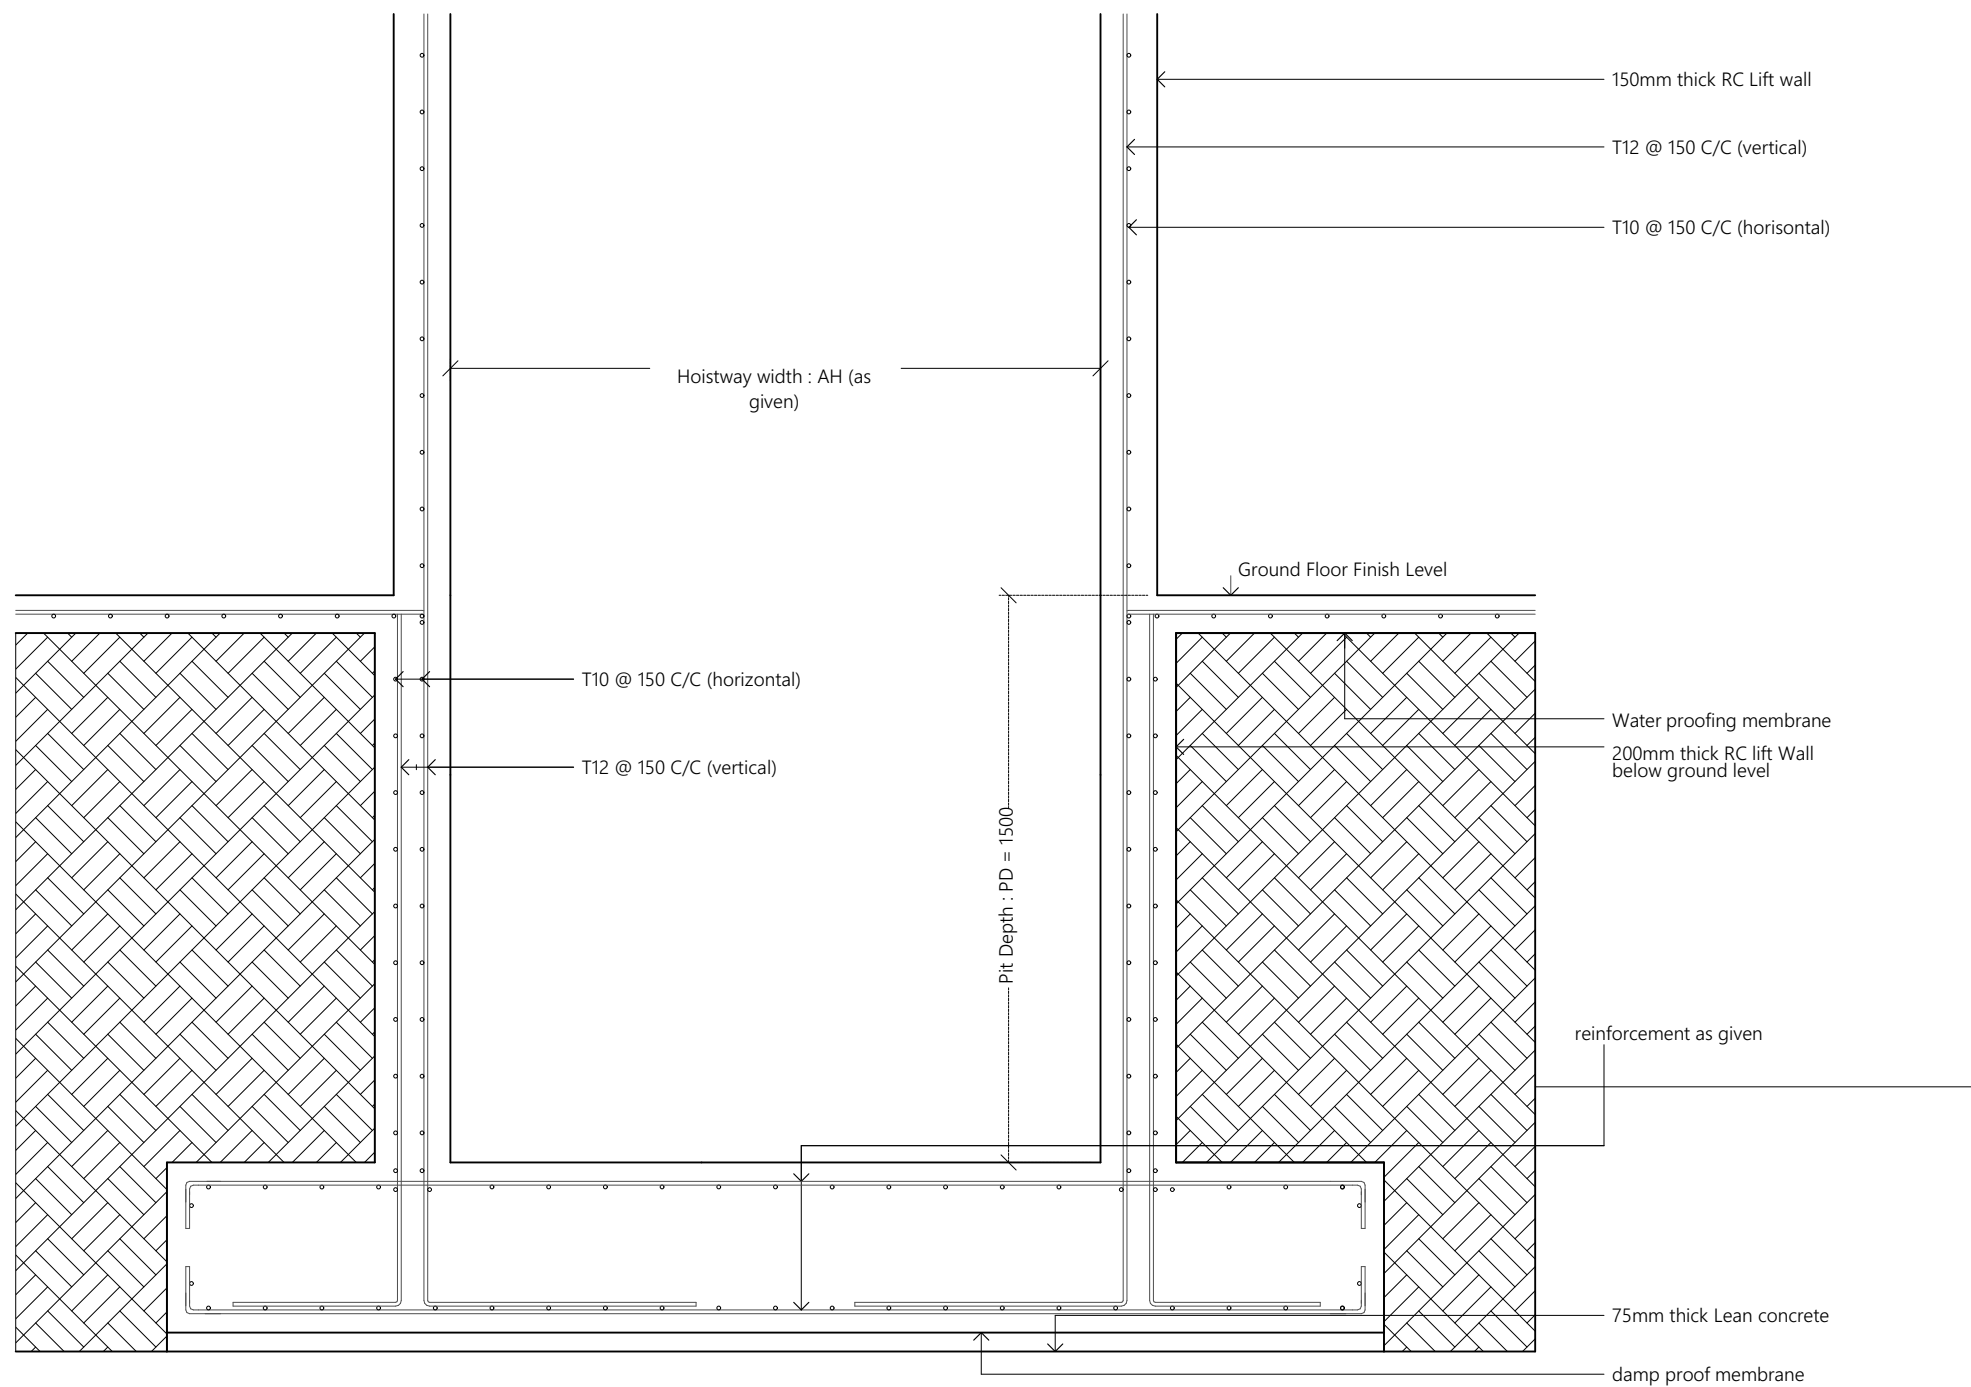 150mm thick RC Lift wall
T12 @ 150 C/C (vertical)
T10 @ 150 C/C (horisontal)
Hoistway width : AH (as
given)
Ground Floor Finish Level
T10 @ 150 C/C (horizontal)
Water proofing membrane
200mm thick RC lift Wall
below ground level
T12 @ 150 C/C (vertical)
Pit Depth : PD = 1500
reinforcement as given
75mm thick Lean concrete
damp proof membrane